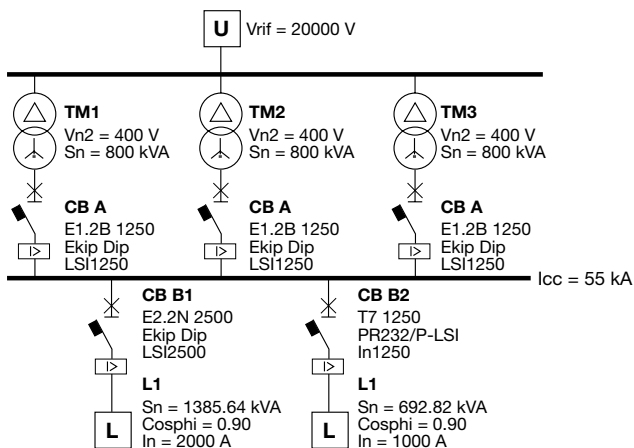 U
Vrif = 20000 V
TM1
Vn2 = 400 V
Sn = 800 kVA
TM2
Vn2 = 400 V
Sn = 800 kVA
TM3
Vn2 = 400 V
Sn = 800 kVA
CB A
E1.2B 1250
Ekip Dip
LSI1250
I>
CB A
E1.2B 1250
Ekip Dip
LSI1250
I>
CB A
E1.2B 1250
Ekip Dip
LSI1250
I>
Icc = 55 kA
CB B1
E2.2N 2500
Ekip Dip
LSI2500
I>
L1
Sn = 1385.64 kVA
Cosphi = 0.90
In = 2000 A
L
CB B2
T7 1250
PR232/P-LSI
In1250
I>
L1
Sn = 692.82 kVA
Cosphi = 0.90
In = 1000 A
L